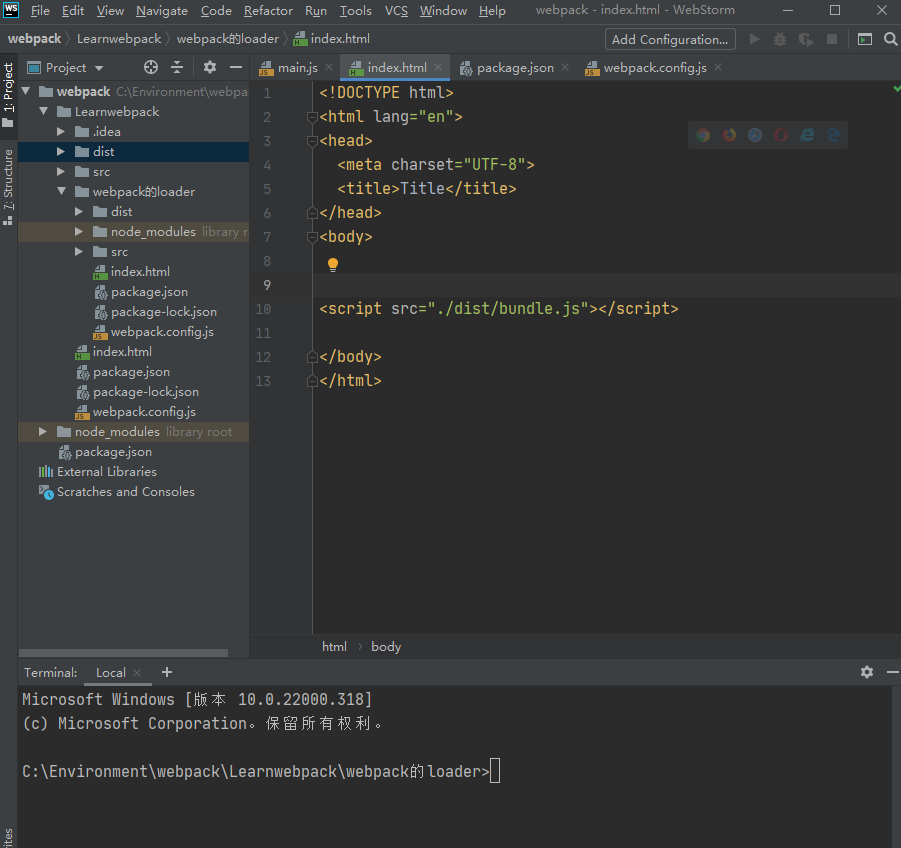 WS File Edit View Navigate Code Refactor Run Tools VCS Window Help webpack - index.html - WebStorm
webpack Learnwebpack webpack的loader index.html Add Configuration...
1: Project
7: Structure
Project
webpack C:\Environment\webpa
Learnwebpack
.idea
dist
src
webpack的loader
dist
node_modules library r
src
index.html
package.json
package-lock.json
webpack.config.js
index.html
package.json
package-lock.json
webpack.config.js
node_modules library root
package.json
External Libraries
Scratches and Consoles
main.js index.html package.json webpack.config.js
1 <!DOCTYPE html>
2 <html lang="en">
3 <head>
4 <meta charset="UTF-8">
5 <title>Title</title>
6 </head>
7 <body>
8
9
10 <script src="./dist/bundle.js"></script>
11
12 </body>
13 </html>
html body
Terminal: Local
Microsoft Windows [版本 10.0.22000.318]
(c) Microsoft Corporation。保留所有权利。
C:\Environment\webpack\Learnwebpack\webpack的loader>
ites